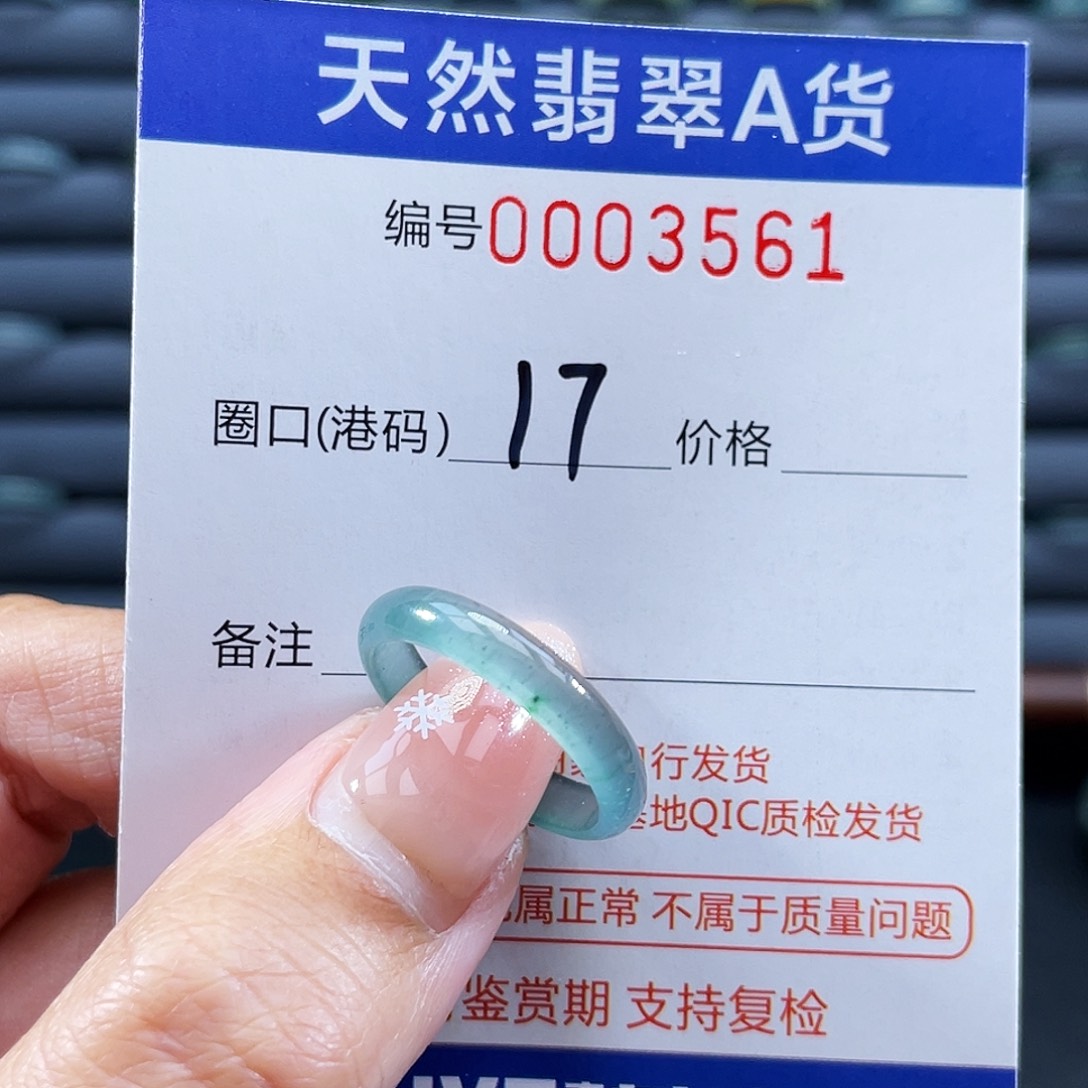 天然翡翠A货
编号0003561
圈口(港码) 17 价格
备注
行发货
地QIC质检发货
属正常 不属于质量问题
鉴赏期 支持复检